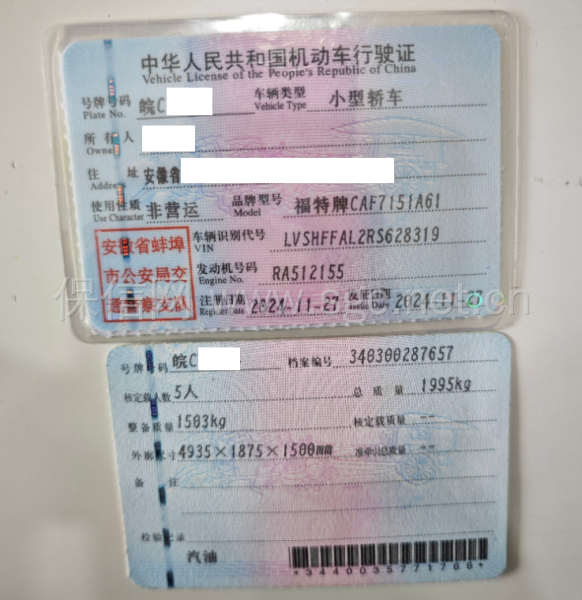 中华人民共和国机动车行驶证
Vehicle License of the People's Republic of China
号牌号码 皖C 车辆类型 小型轿车
Plate No. Vehicle Type
所有人
Owner
住址 安徽省
Address
使用性质 非营运 品牌型号 福特牌CAF7151A61
Use Character Model
安徽省蚌埠市公安局交通警察支队
车辆识别代号 LVSHFFAL2RS628319
VIN
发动机号码 RA512155
Engine No.
注册日期 2024-11-27 发证日期 2024-11-27
Register Date Issue Date
号牌号码 皖C 档案编号 340300287657
核定载人数 5人 总质量 1995kg
整备质量 1503kg 核定载质量 --
外廓尺寸 4935×1875×1500 准牵引总质量 --
备注
检验记录
汽油
*3440035771766*